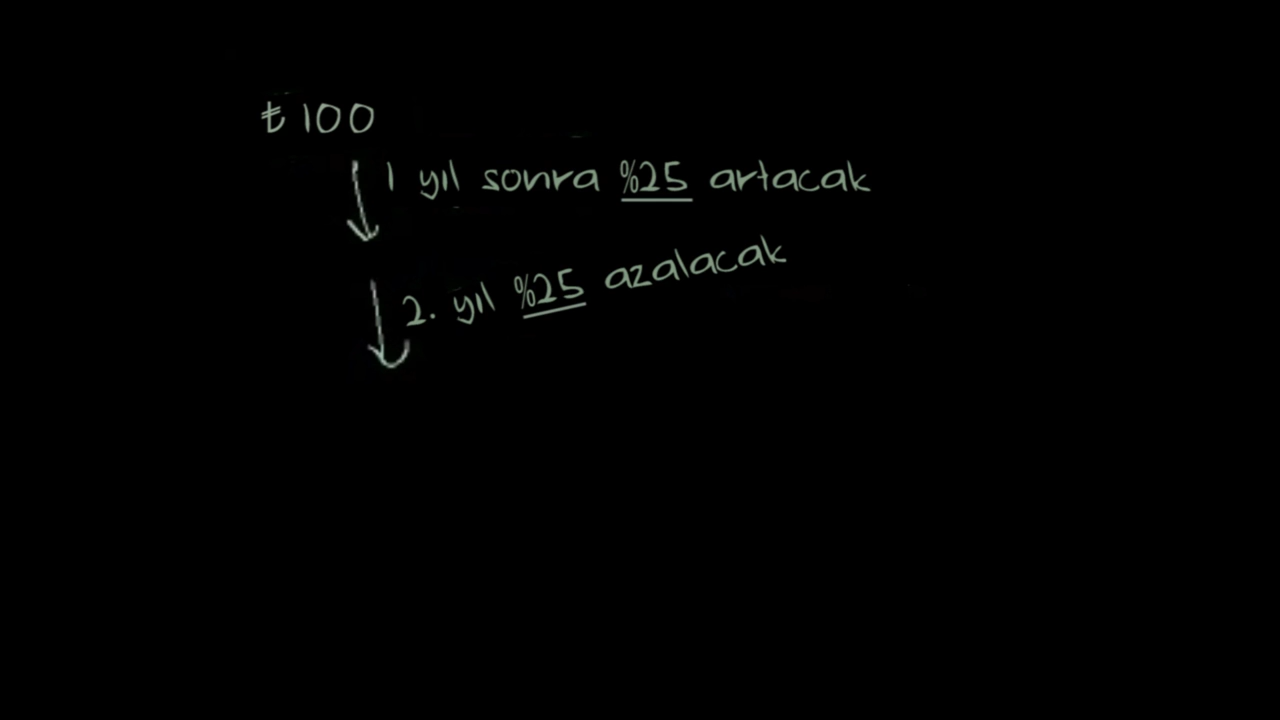 ₺ 100
1 yıl sonra %25 artacak
2. yıl %25 azalacak